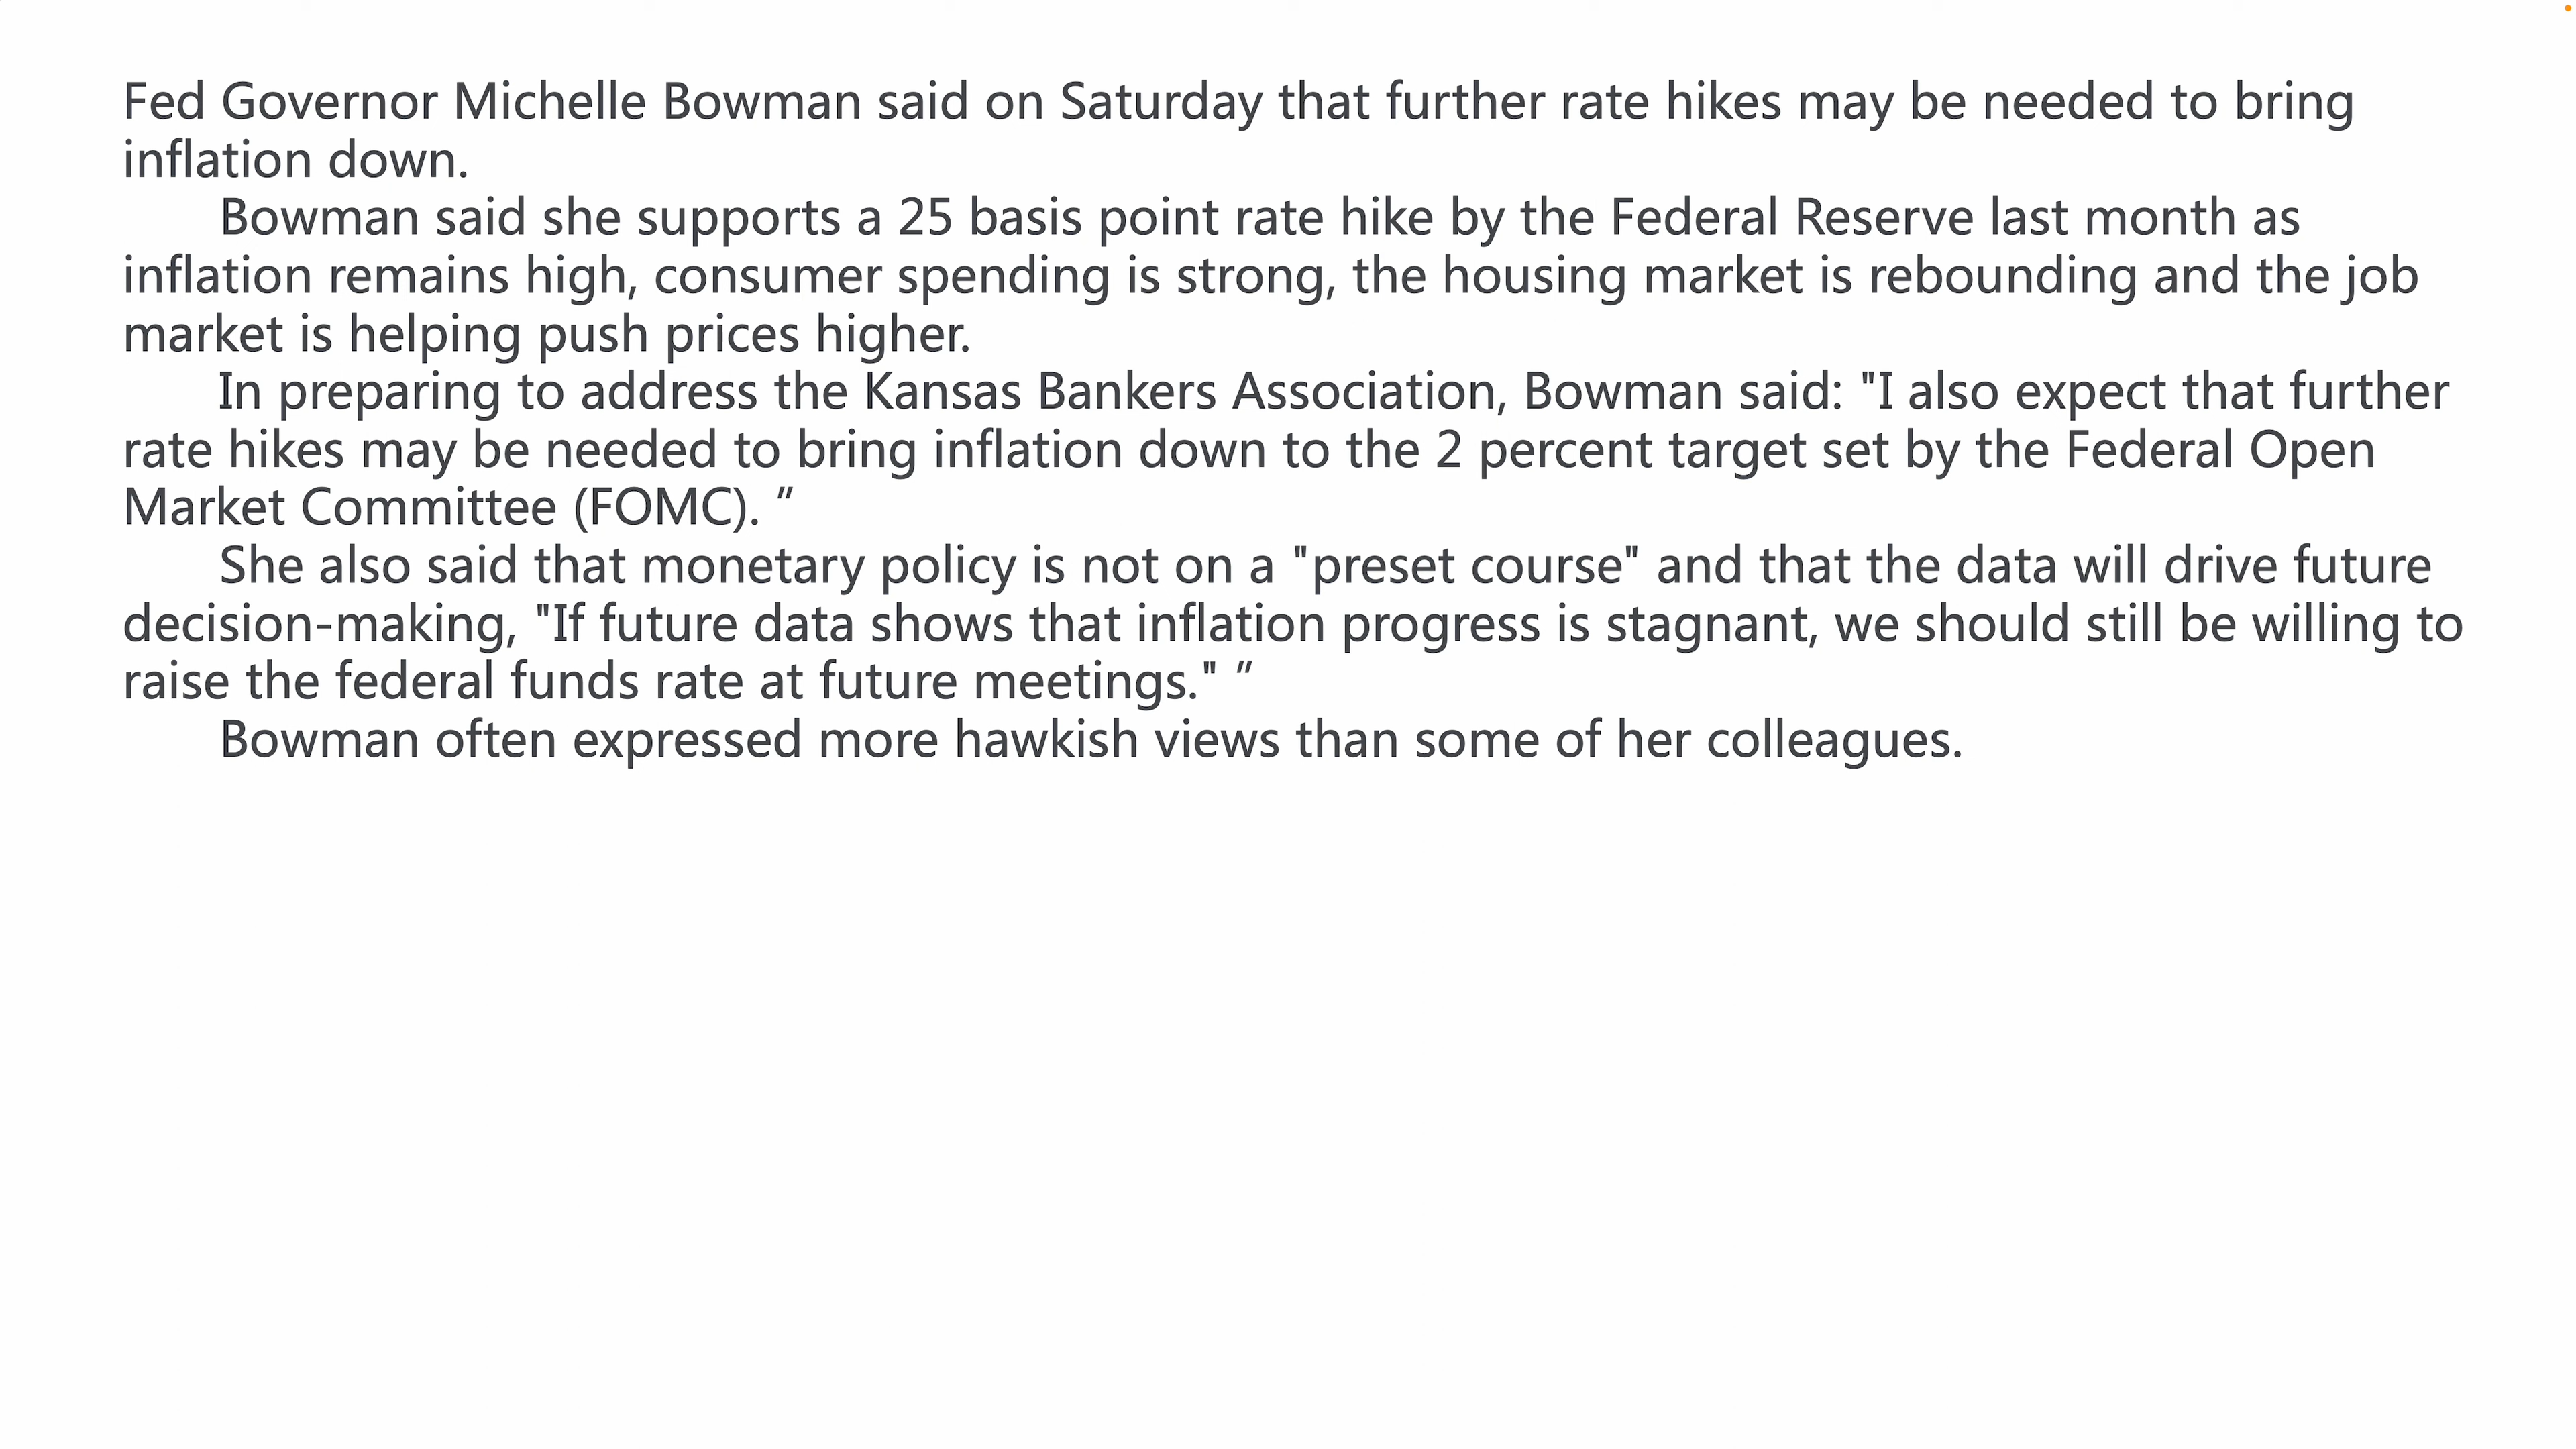 Fed Governor Michelle Bowman said on Saturday that further rate hikes may be needed to bring
inflation down.
Bowman said she supports a 25 basis point rate hike by the Federal Reserve last month as
inflation remains high, consumer spending is strong, the housing market is rebounding and the job
market is helping push prices higher.
In preparing to address the Kansas Bankers Association, Bowman said: "I also expect that further
rate hikes may be needed to bring inflation down to the 2 percent target set by the Federal Open
Market Committee (FOMC). ”
She also said that monetary policy is not on a "preset course" and that the data will drive future
decision-making, "If future data shows that inflation progress is stagnant, we should still be willing to
raise the federal funds rate at future meetings." ”
Bowman often expressed more hawkish views than some of her colleagues.